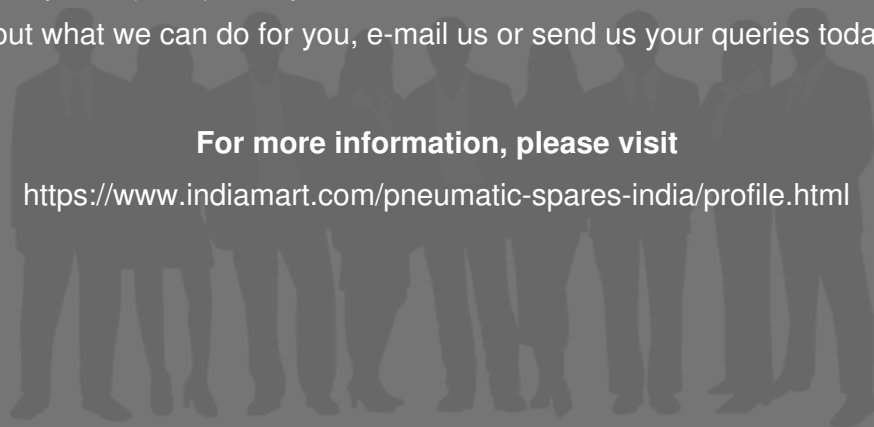 out what we can do for you, e-mail us or send us your queries toda
For more information, please visit
https://www.indiamart.com/pneumatic-spares-india/profile.html